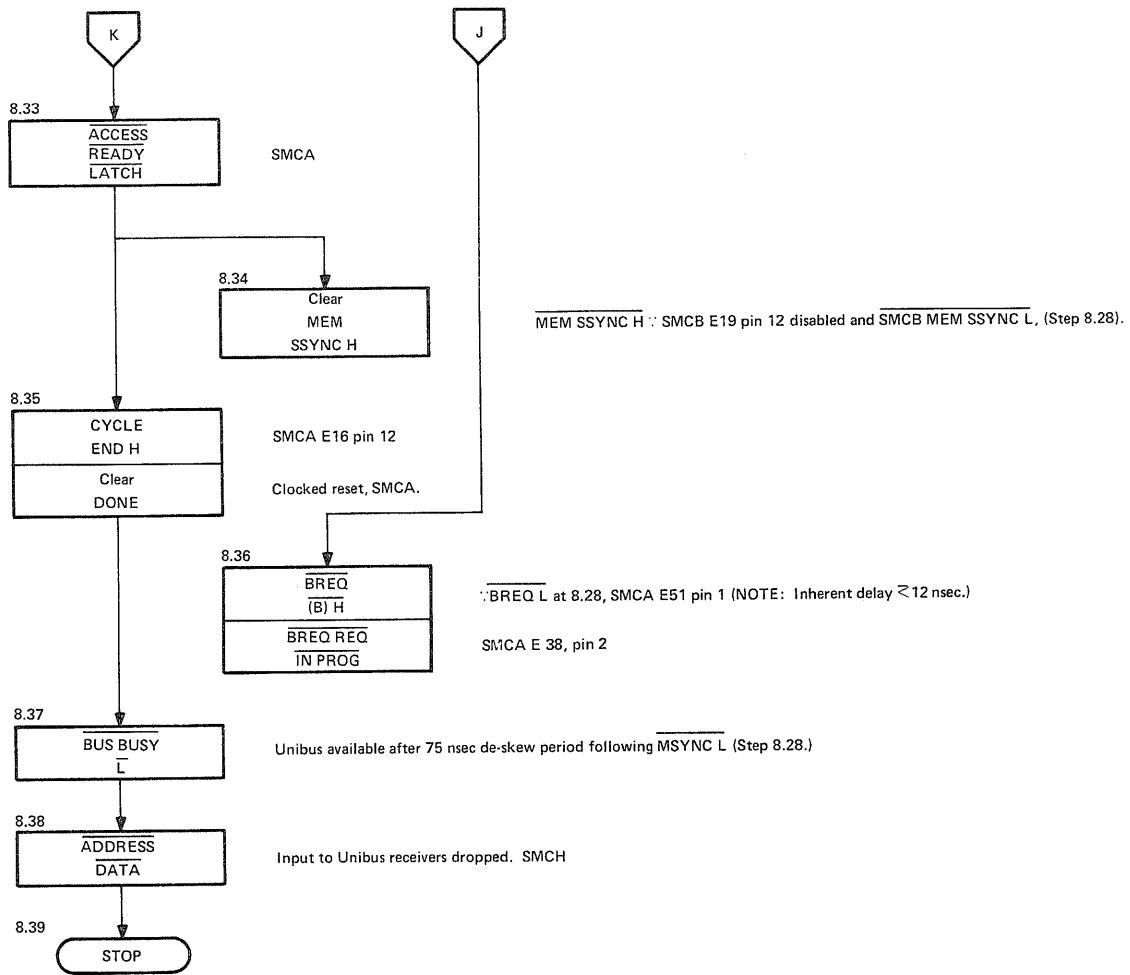 K
J
8.33
ACCESS
READY
LATCH
SMCA
8.34
Clear
MEM
SSYNC H
MEM SSYNC H ∵ SMCB E19 pin 12 disabled and SMCB MEM SSYNC L, (Step 8.28).
8.35
CYCLE
END H
SMCA E16 pin 12
Clear
DONE
Clocked reset, SMCA.
8.36
BREQ
(B) H
∵BREQ L at 8.28, SMCA E51 pin 1 (NOTE: Inherent delay ≷12 nsec.)
BREQ REQ
IN PROG
SMCA E 38, pin 2
8.37
BUS BUSY
L
Unibus available after 75 nsec de-skew period following MSYNC L (Step 8.28.)
8.38
ADDRESS
DATA
Input to Unibus receivers dropped. SMCH
8.39
STOP